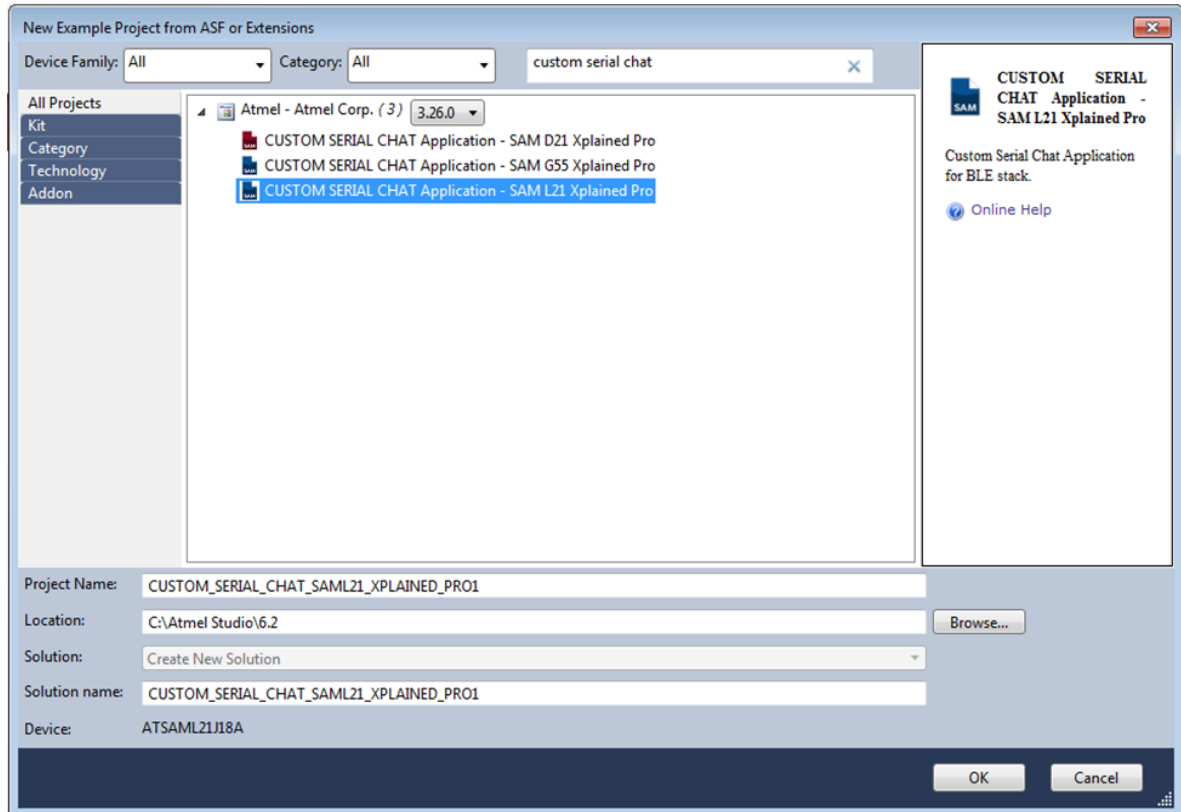 New Example Project from ASF or Extensions
Device Family: All Category: All custom serial chat
All Projects
Kit
Category
Technology
Addon
Atmel - Atmel Corp. (3) 3.26.0
CUSTOM SERIAL CHAT Application - SAM D21 Xplained Pro
CUSTOM SERIAL CHAT Application - SAM G55 Xplained Pro
CUSTOM SERIAL CHAT Application - SAM L21 Xplained Pro
SAM
CUSTOM SERIAL
CHAT Application -
SAM L21 Xplained Pro
Custom Serial Chat Application
for BLE stack.
Online Help
Project Name: CUSTOM_SERIAL_CHAT_SAML21_XPLAINED_PRO1
Location: C:\Atmel Studio\6.2 Browse...
Solution: Create New Solution
Solution name: CUSTOM_SERIAL_CHAT_SAML21_XPLAINED_PRO1
Device: ATSAML21J18A
OK Cancel